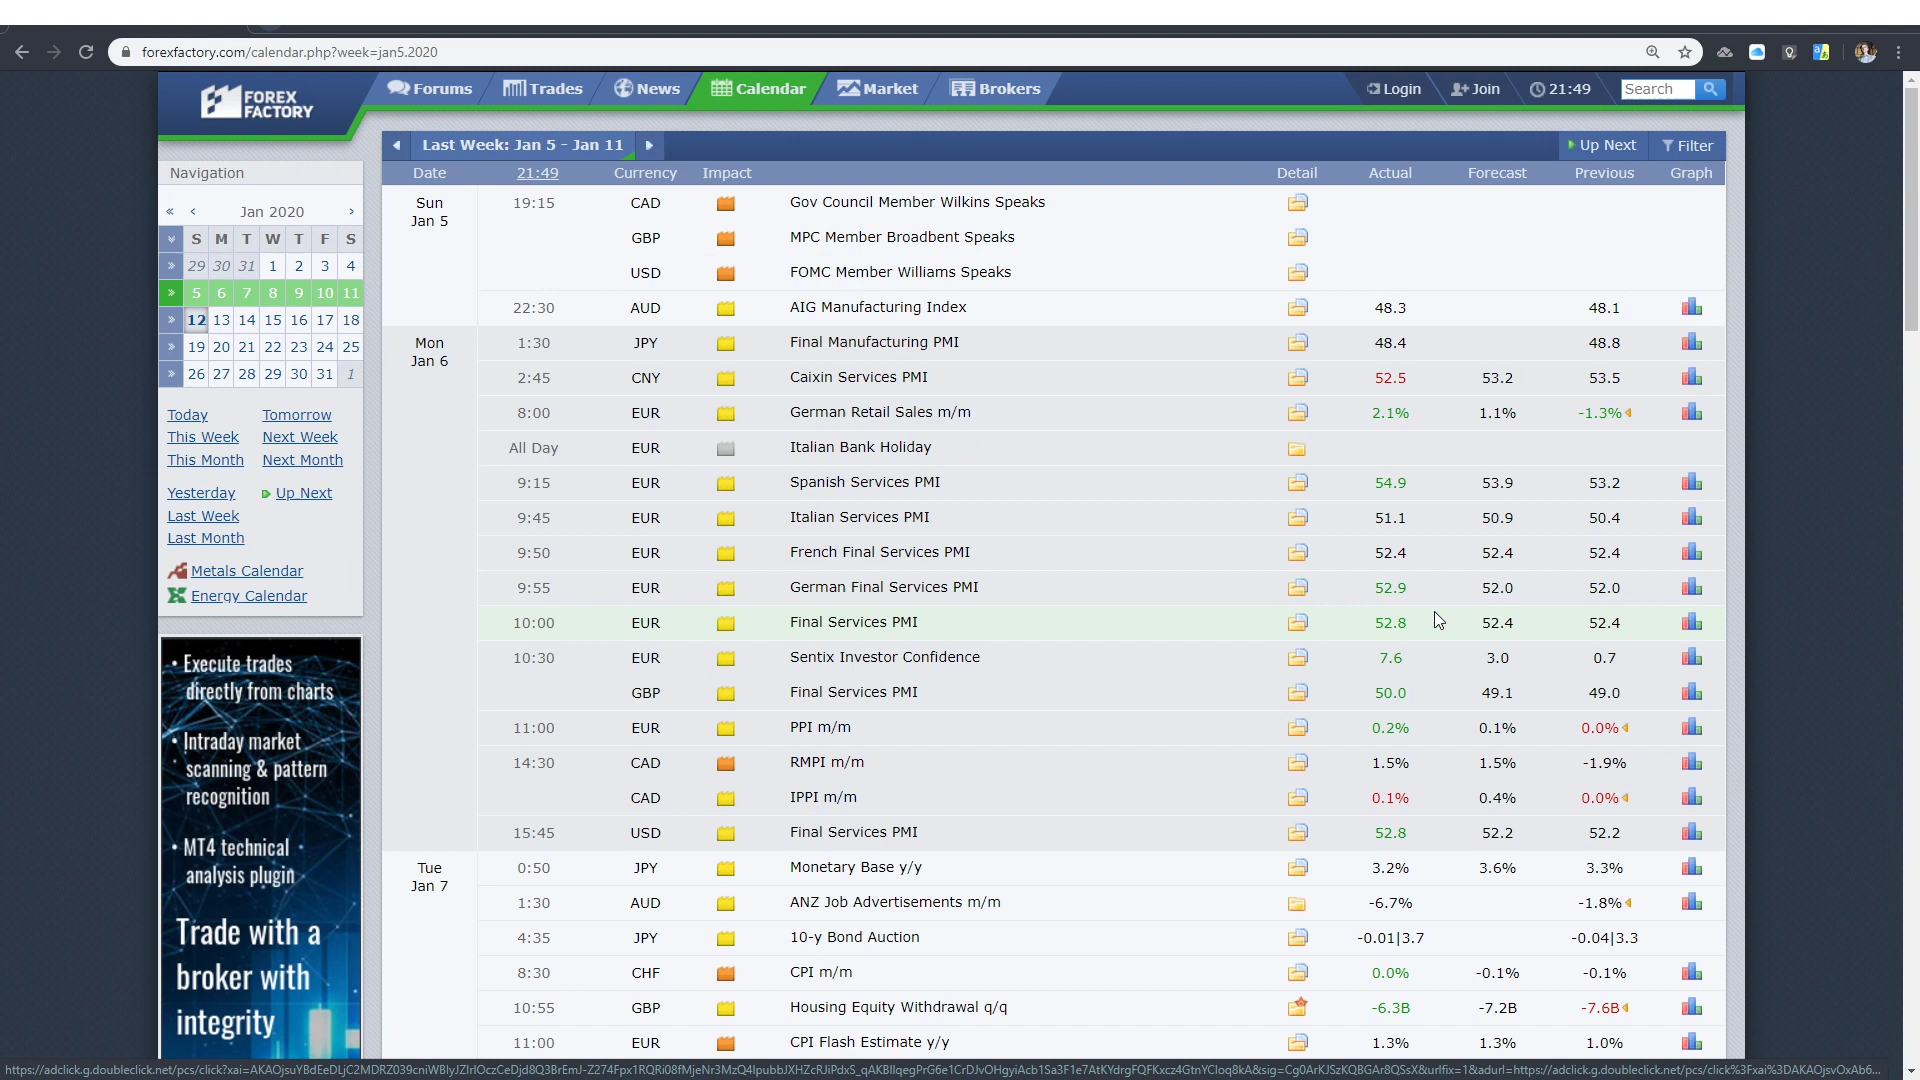 forexfactory.com/calendar.php?week=jan5.2020
FOREX FACTORY
Forums Trades News Calendar Market Brokers Login Join 21:49 Search
Navigation
« ‹ Jan 2020 ›
S M T W T F S
» 29 30 31 1 2 3 4
» 5 6 7 8 9 10 11
» 12 13 14 15 16 17 18
» 19 20 21 22 23 24 25
» 26 27 28 29 30 31 1
Today Tomorrow
This Week Next Week
This Month Next Month
Yesterday Up Next
Last Week
Last Month
Metals Calendar
Energy Calendar
• Execute trades
directly from charts
• Intraday market
scanning & pattern
recognition
• MT4 technical
analysis plugin
Trade with a
broker with
integrity
Last Week: Jan 5 - Jan 11 Up Next Filter
Date 21:49 Currency Impact Detail Actual Forecast Previous Graph
Sun Jan 5 19:15 CAD Gov Council Member Wilkins Speaks
GBP MPC Member Broadbent Speaks
USD FOMC Member Williams Speaks
22:30 AUD AIG Manufacturing Index 48.3 48.1
Mon Jan 6 1:30 JPY Final Manufacturing PMI 48.4 48.8
2:45 CNY Caixin Services PMI 52.5 53.2 53.5
8:00 EUR German Retail Sales m/m 2.1% 1.1% -1.3%
All Day EUR Italian Bank Holiday
9:15 EUR Spanish Services PMI 54.9 53.9 53.2
9:45 EUR Italian Services PMI 51.1 50.9 50.4
9:50 EUR French Final Services PMI 52.4 52.4 52.4
9:55 EUR German Final Services PMI 52.9 52.0 52.0
10:00 EUR Final Services PMI 52.8 52.4 52.4
10:30 EUR Sentix Investor Confidence 7.6 3.0 0.7
GBP Final Services PMI 50.0 49.1 49.0
11:00 EUR PPI m/m 0.2% 0.1% 0.0%
14:30 CAD RMPI m/m 1.5% 1.5% -1.9%
CAD IPPI m/m 0.1% 0.4% 0.0%
15:45 USD Final Services PMI 52.8 52.2 52.2
Tue Jan 7 0:50 JPY Monetary Base y/y 3.2% 3.6% 3.3%
1:30 AUD ANZ Job Advertisements m/m -6.7% -1.8%
4:35 JPY 10-y Bond Auction -0.01|3.7 -0.04|3.3
8:30 CHF CPI m/m 0.0% -0.1% -0.1%
10:55 GBP Housing Equity Withdrawal q/q -6.3B -7.2B -7.6B
11:00 EUR CPI Flash Estimate y/y 1.3% 1.3% 1.0%